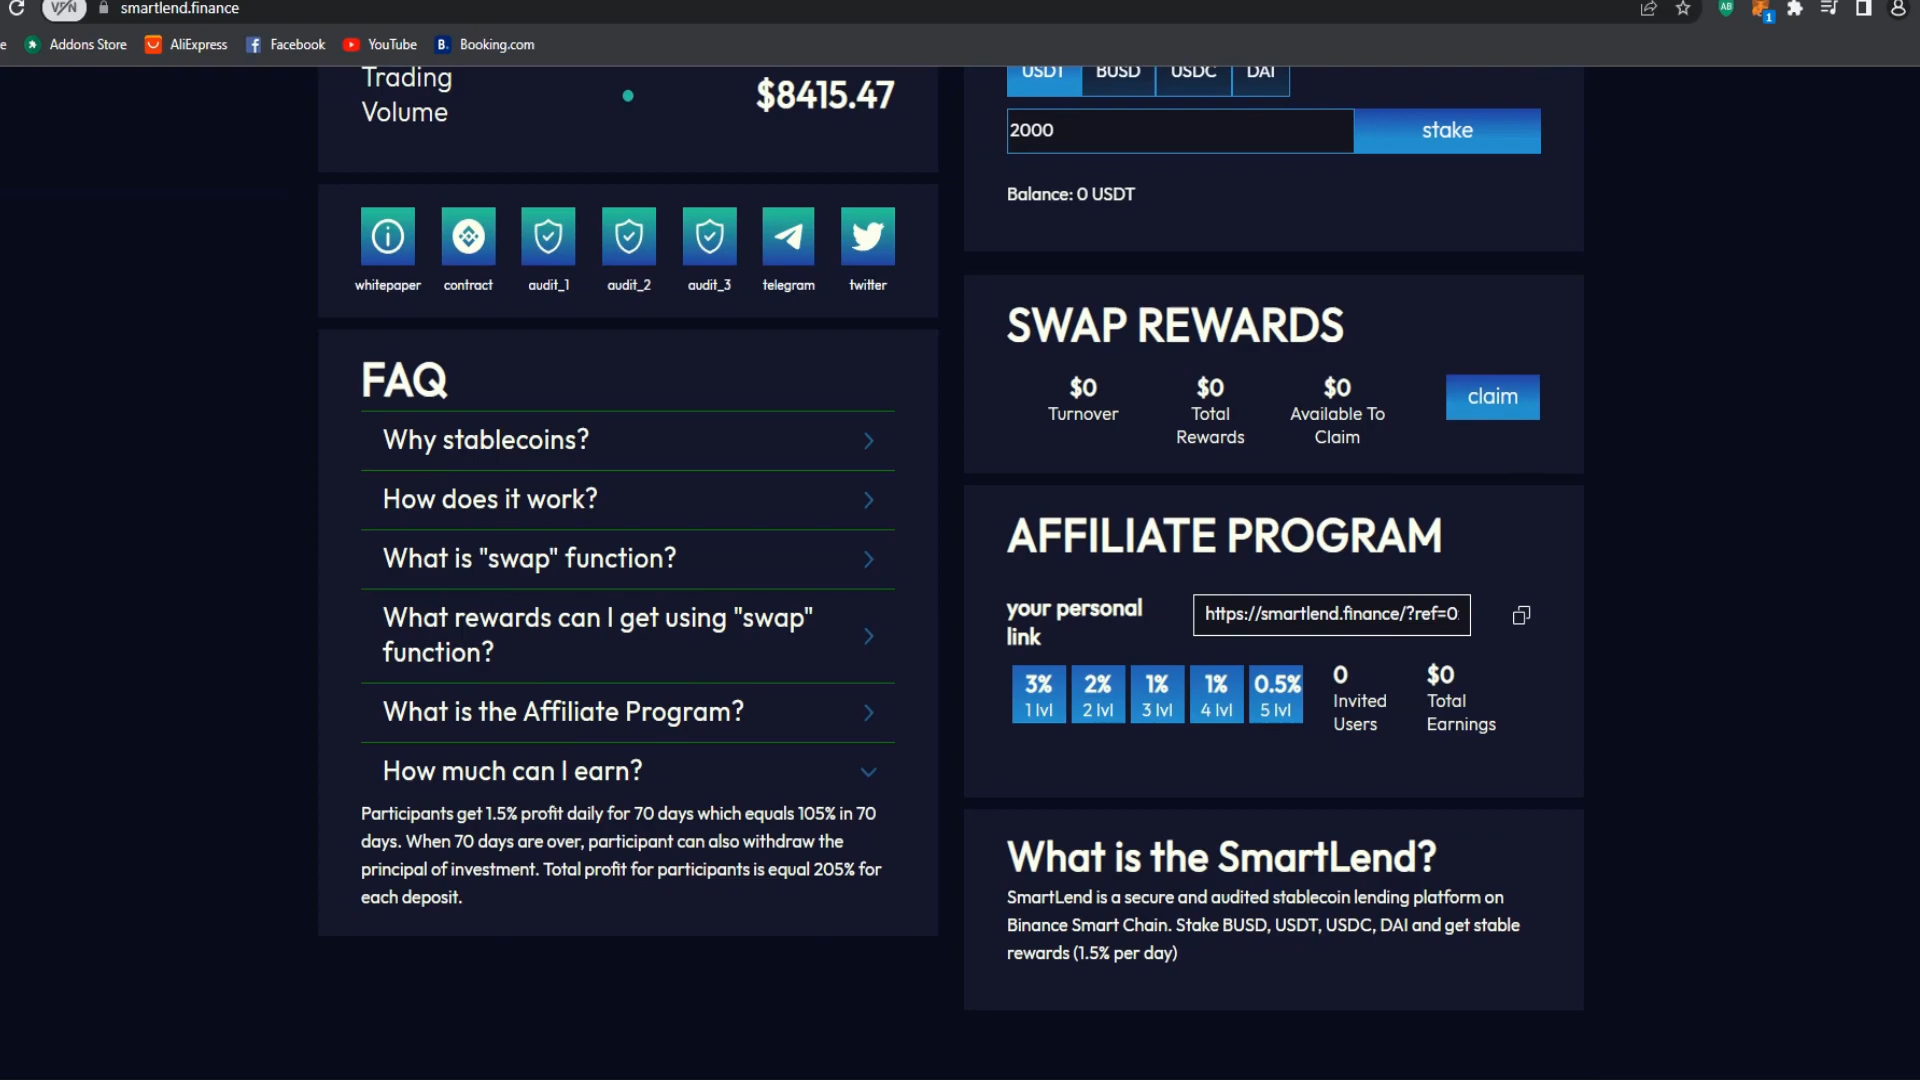 VPN
smartlend.finance
1
e
Addons Store
AliExpress
Facebook
YouTube
Booking.com
Trading
Volume
$8415.47
whitepaper
contract
audit_1
audit_2
audit_3
telegram
twitter
FAQ
Why stablecoins?
How does it work?
What is "swap" function?
What rewards can I get using "swap"
function?
What is the Affiliate Program?
How much can I earn?
Participants get 1.5% profit daily for 70 days which equals 105% in 70
days. When 70 days are over, participant can also withdraw the
principal of investment. Total profit for participants is equal 205% for
each deposit.
USDT BUSD USDC DAI
2000
stake
Balance: 0 USDT
SWAP REWARDS
$0
Turnover
$0
Total
Rewards
$0
Available To
Claim
claim
AFFILIATE PROGRAM
your personal
link
https://smartlend.finance/?ref=0
3%
1 lvl
2%
2 lvl
1%
3 lvl
1%
4 lvl
0.5%
5 lvl
0
Invited
Users
$0
Total
Earnings
What is the SmartLend?
SmartLend is a secure and audited stablecoin lending platform on
Binance Smart Chain. Stake BUSD, USDT, USDC, DAI and get stable
rewards (1.5% per day)